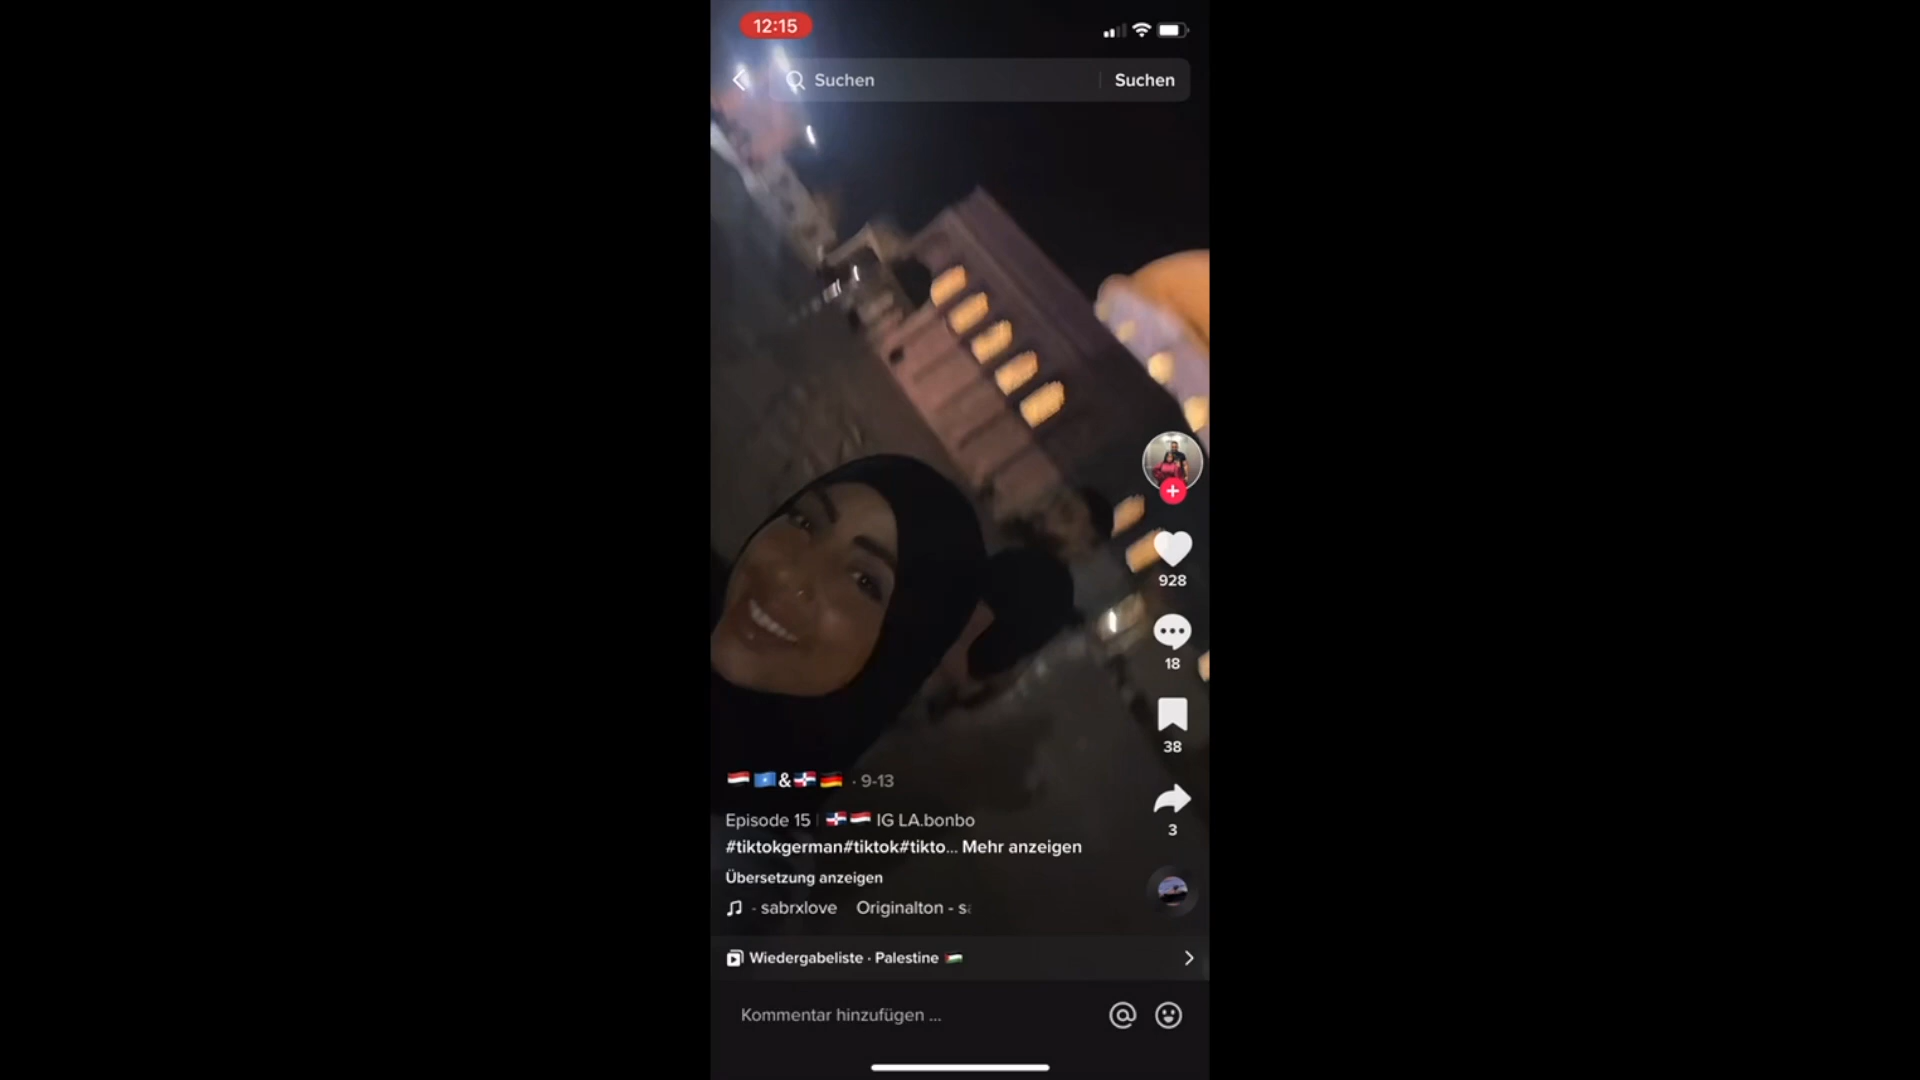 12:15
Suchen
Suchen
928
18
38
3
🇾🇪🇸🇴&🇩🇴🇩🇪 · 9-13
Episode 15 | 🇩🇴🇾🇪 IG LA.bonbo
#tiktokgerman#tiktok#tikto... Mehr anzeigen
Übersetzung anzeigen
- sabrxlove Originalton - sa
Wiedergabeliste · Palestine 🇵🇸
Kommentar hinzufügen ...